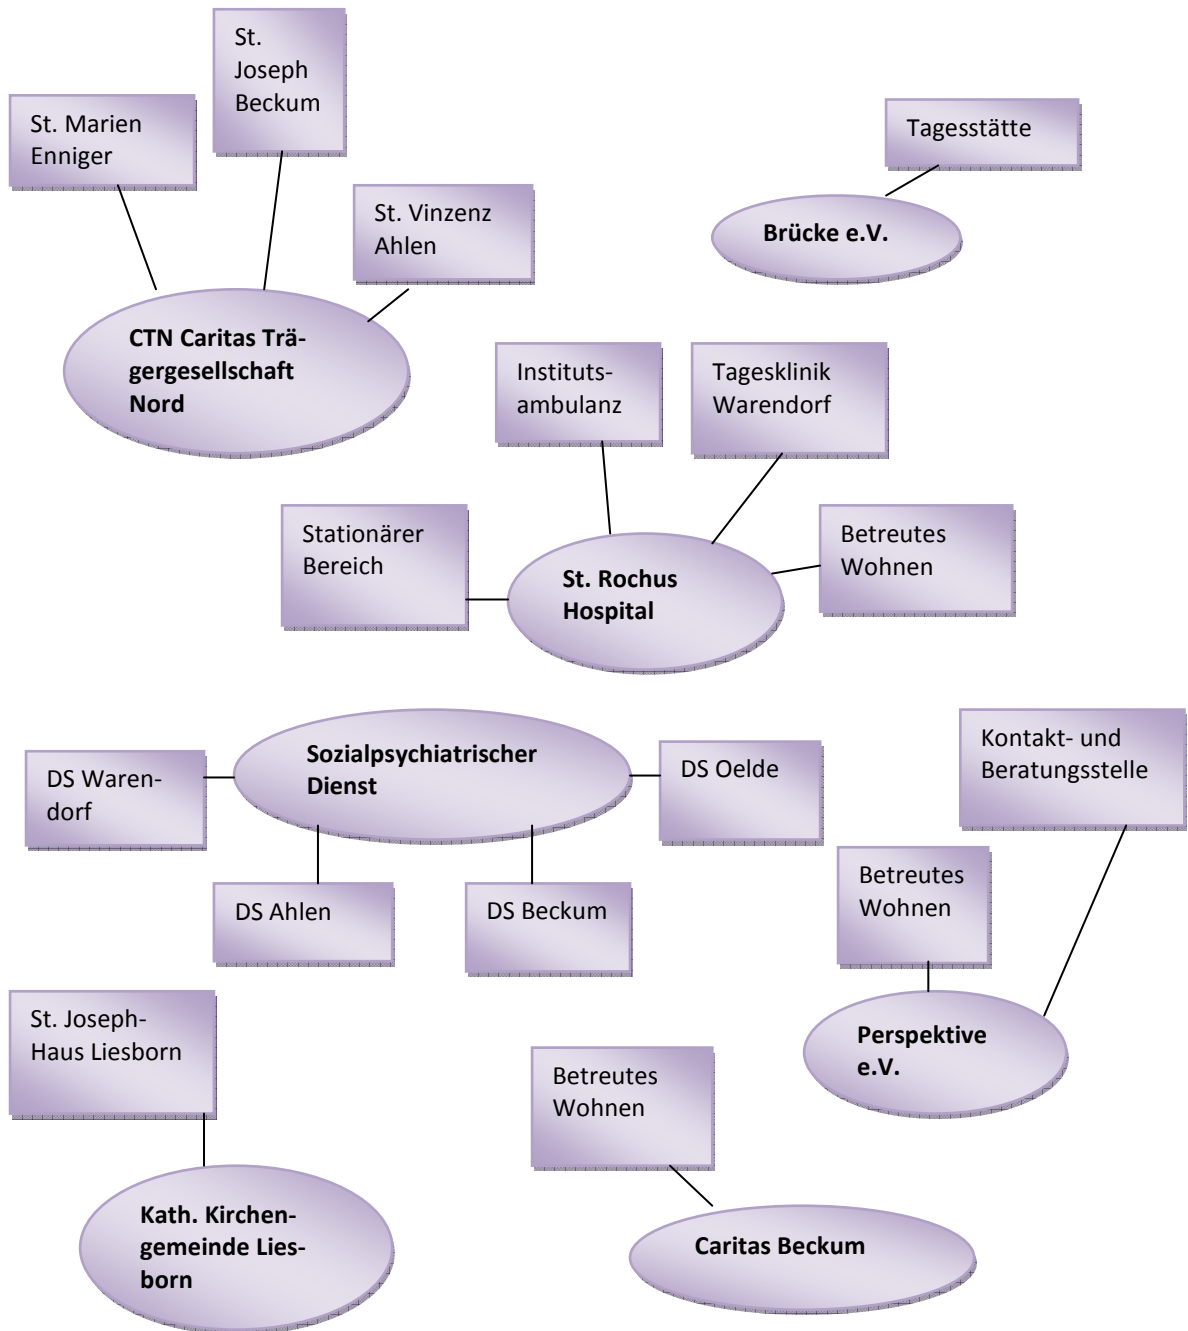 St.
Joseph
Beckum
St. Marien
Enniger
St. Vinzenz
Ahlen
CTN Caritas Trä-
gergesellschaft
Nord
Tagesstätte
Brücke e.V.
Instituts-
ambulanz
Tagesklinik
Warendorf
Stationärer
Bereich
Betreutes
Wohnen
St. Rochus
Hospital
Sozialpsychiatrischer
Dienst
DS Waren-
dorf
DS Oelde
DS Ahlen
DS Beckum
Kontakt- und
Beratungsstelle
Betreutes
Wohnen
Perspektive
e.V.
St. Joseph-
Haus Liesborn
Kath. Kirchen-
gemeinde Lies-
born
Betreutes
Wohnen
Caritas Beckum